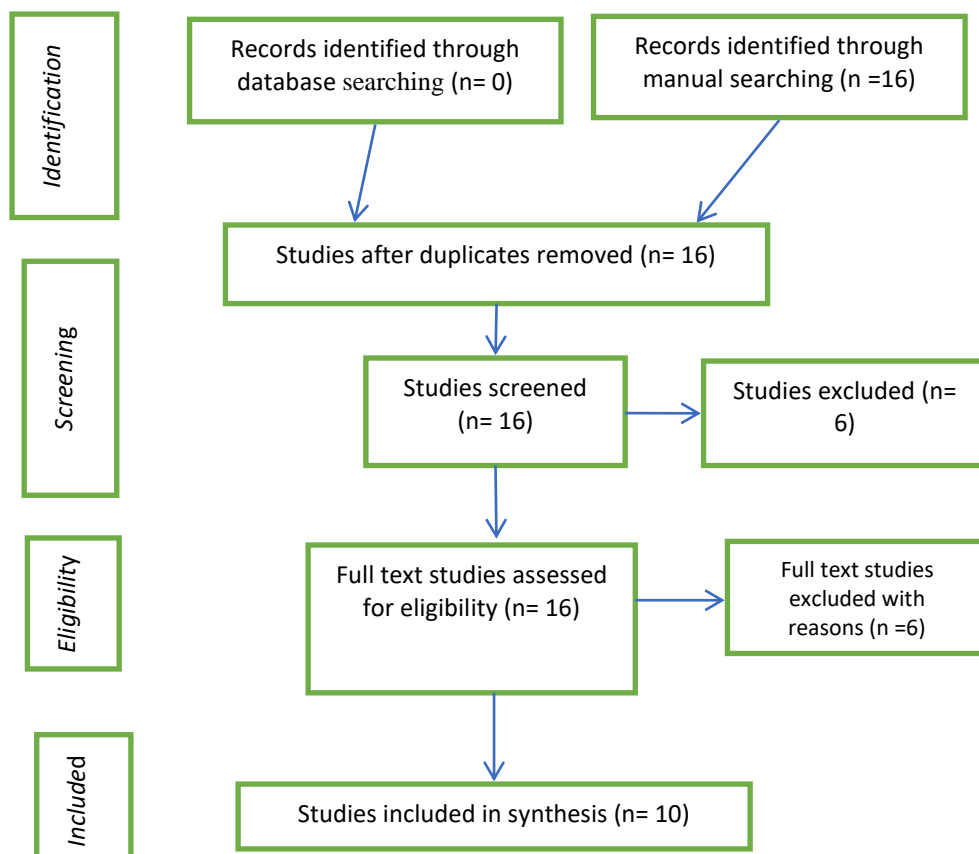 Identification
Records identified through
database searching (n= 0)
Records identified through
manual searching (n =16)
Studies after duplicates removed (n= 16)
Screening
Studies screened
(n= 16)
Studies excluded (n=
6)
Eligibility
Full text studies assessed
for eligibility (n= 16)
Full text studies
excluded with
reasons (n =6)
Included
Studies included in synthesis (n= 10)